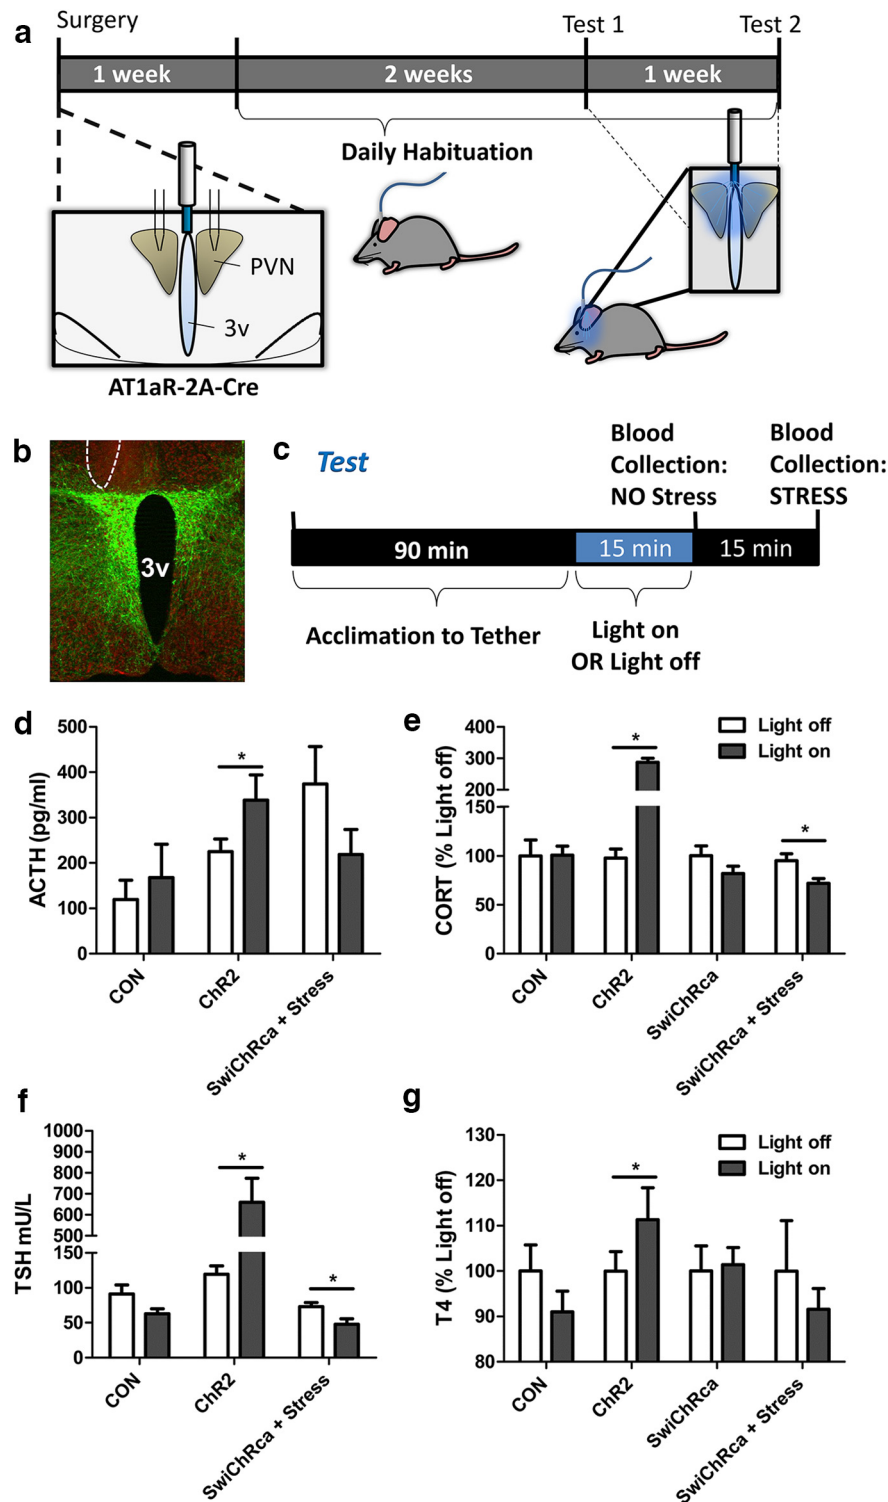 a
Surgery
Test 1
Test 2
1 week
2 weeks
1 week
Daily Habituation
PVN
3v
AT1aR-2A-Cre
b
3v
c
Test
Blood
Collection:
NO Stress
Blood
Collection:
STRESS
90 min
15 min
15 min
Acclimation to Tether
Light on
OR Light off
d
ACTH (pg/ml)
500
400
300
200
100
0
*
CON
ChR2
SwiChRca + Stress
e
CORT (% Light off)
400
300
200
150
100
50
0
*
*
Light off
Light on
CON
ChR2
SwiChRca
SwiChRca + Stress
f
TSH mU/L
1000
900
800
700
600
500
150
100
50
0
*
*
CON
ChR2
SwiChRca + Stress
g
T4 (% Light off)
130
120
110
100
90
80
*
Light off
Light on
CON
ChR2
SwiChRca
SwiChRca + Stress